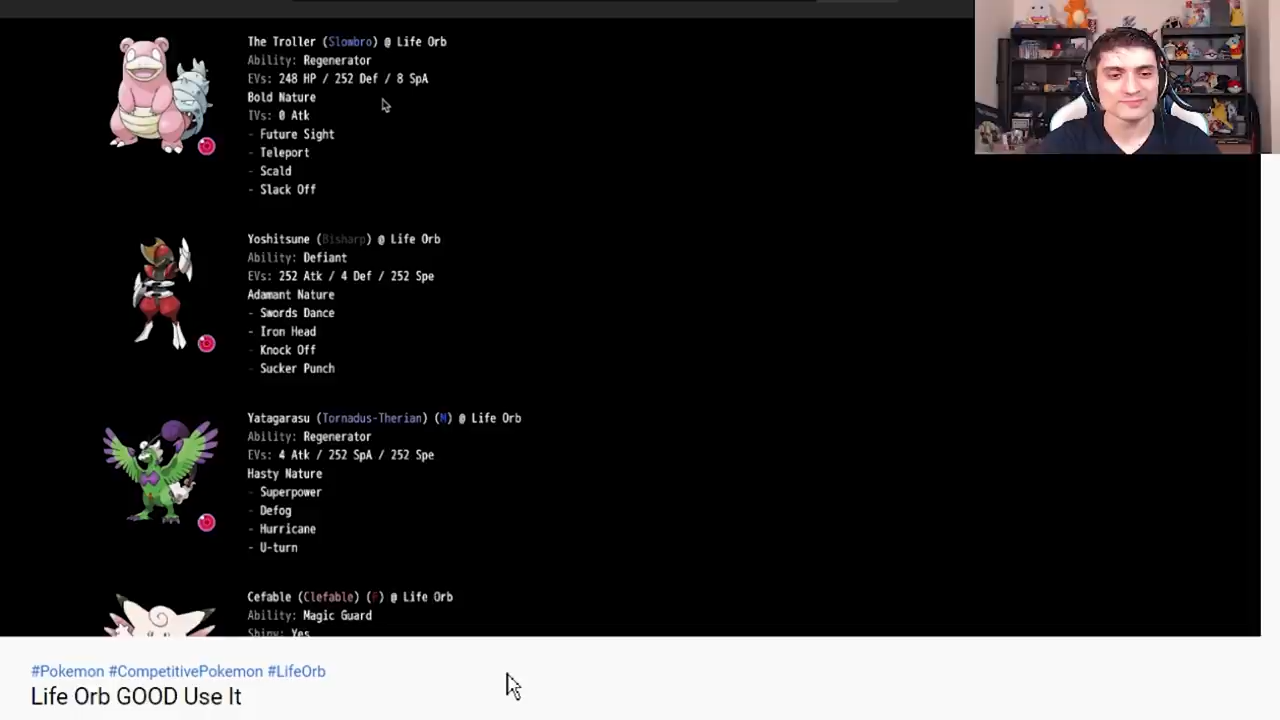 The Troller (Slowbro) @ Life Orb
Ability: Regenerator
EVs: 248 HP / 252 Def / 8 SpA
Bold Nature
IVs: 0 Atk
- Future Sight
- Teleport
- Scald
- Slack Off
Yoshitsune (Bisharp) @ Life Orb
Ability: Defiant
EVs: 252 Atk / 4 Def / 252 Spe
Adamant Nature
- Swords Dance
- Iron Head
- Knock Off
- Sucker Punch
Yatagarasu (Tornadus-Therian) (M) @ Life Orb
Ability: Regenerator
EVs: 4 Atk / 252 SpA / 252 Spe
Hasty Nature
- Superpower
- Defog
- Hurricane
- U-turn
Cefable (Clefable) (F) @ Life Orb
Ability: Magic Guard
Shiny: Yes
#Pokemon #CompetitivePokemon #LifeOrb
Life Orb GOOD Use It